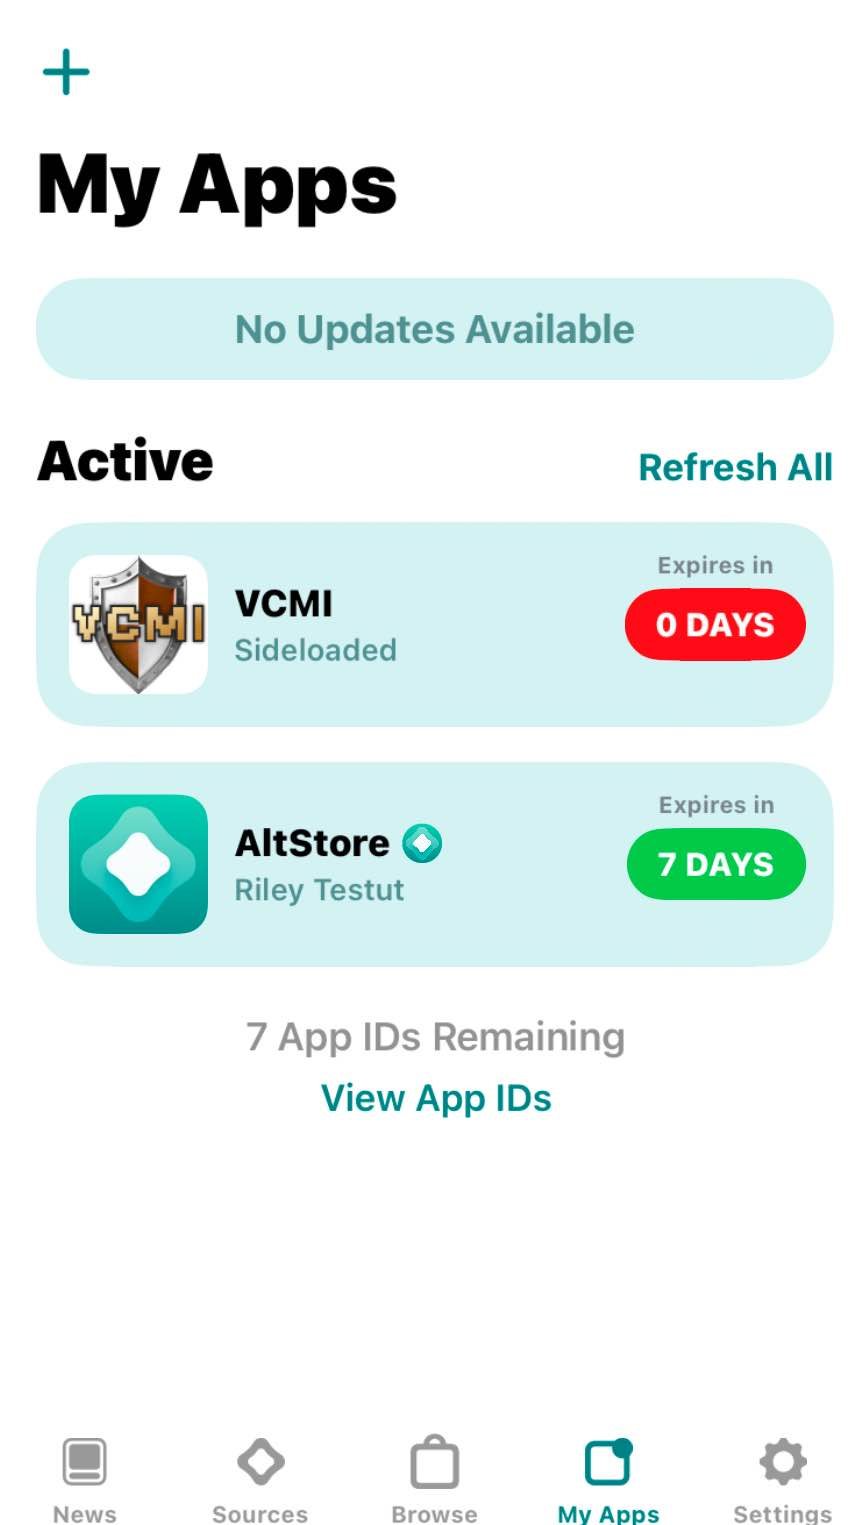 My Apps
No Updates Available
Active
Refresh All
VCMI
VCMI
Sideloaded
Expires in
0 DAYS
AltStore
Riley Testut
Expires in
7 DAYS
7 App IDs Remaining
View App IDs
News
Sources
Browse
My Apps
Settings